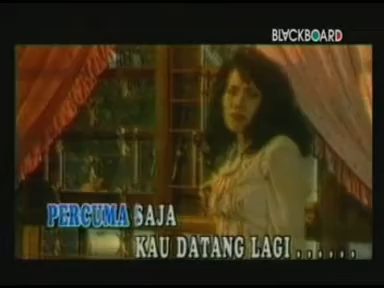 BLACKBOARD
PERCUMA SAJA
KAU DATANG LAGI ......